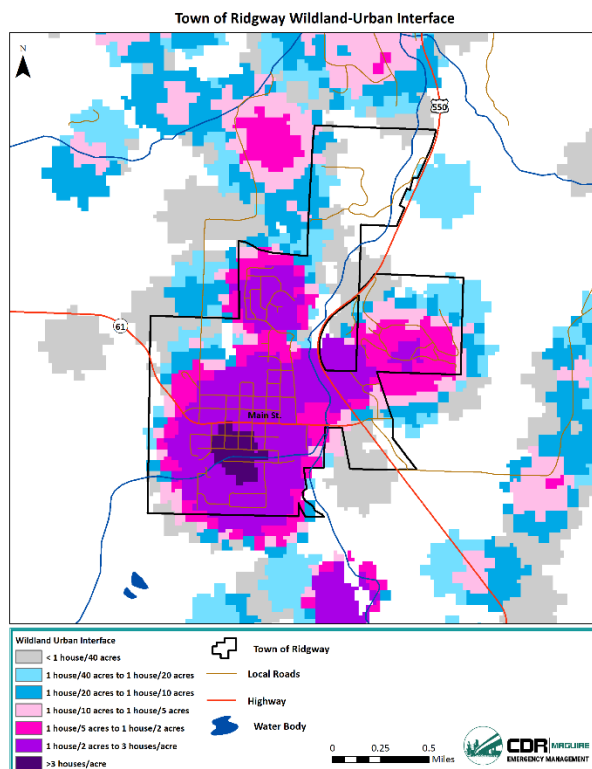 Town of Ridgway Wildland-Urban Interface
N
550
61
Main St.
Wildland Urban Interface
< 1 house/40 acres
1 house/40 acres to 1 house/20 acres
1 house/20 acres to 1 house/10 acres
1 house/10 acres to 1 house/5 acres
1 house/5 acres to 1 house/2 acres
1 house/2 acres to 3 houses/acre
>3 houses/acre
Town of Ridgway
Local Roads
Highway
Water Body
0 0.25 0.5
Miles
CDR MAGUIRE
EMERGENCY MANAGEMENT